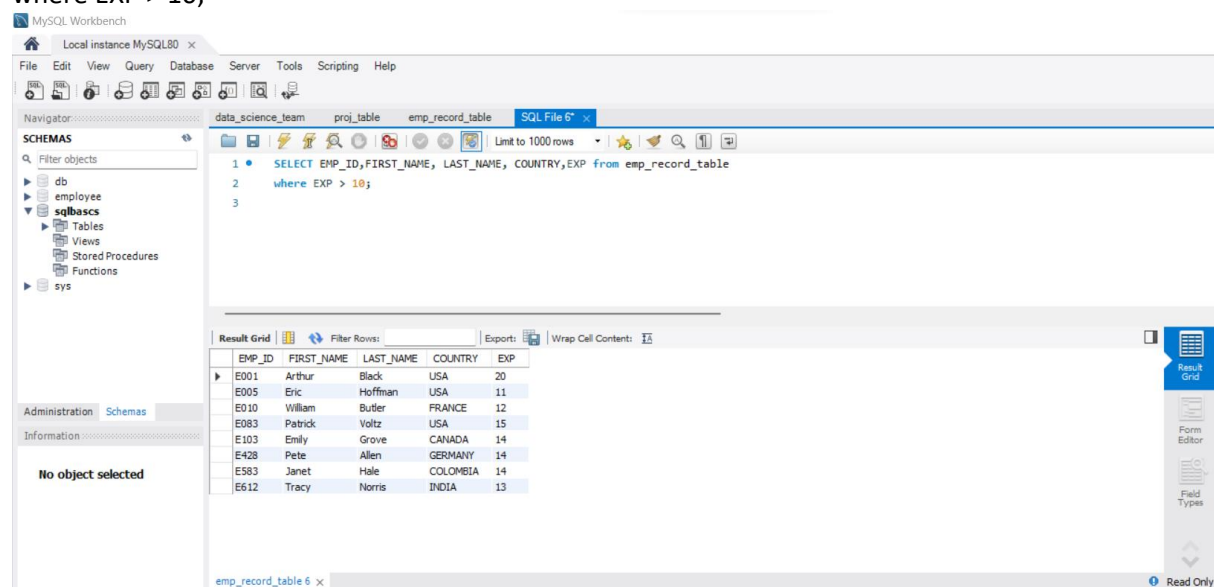 where EXP > 10;
MySQL Workbench
Local instance MySQL80 ×
File Edit View Query Database Server Tools Scripting Help
Navigator
SCHEMAS
Filter objects
db
employee
sqlbascs
Tables
Views
Stored Procedures
Functions
sys
Administration Schemas
Information
No object selected
data_science_team proj_table emp_record_table SQL File 6* ×
Limit to 1000 rows
1 SELECT EMP_ID,FIRST_NAME, LAST_NAME, COUNTRY,EXP from emp_record_table
2 where EXP > 10;
3
Result Grid Filter Rows: Export: Wrap Cell Content: IA
EMP_ID FIRST_NAME LAST_NAME COUNTRY EXP
E001 Arthur Black USA 20
E005 Eric Hoffman USA 11
E010 William Butler FRANCE 12
E083 Patrick Voltz USA 15
E103 Emily Grove CANADA 14
E428 Pete Allen GERMANY 14
E583 Janet Hale COLOMBIA 14
E612 Tracy Norris INDIA 13
Result
Grid
Form
Editor
Field
Types
emp_record_table 6 ×
Read Only